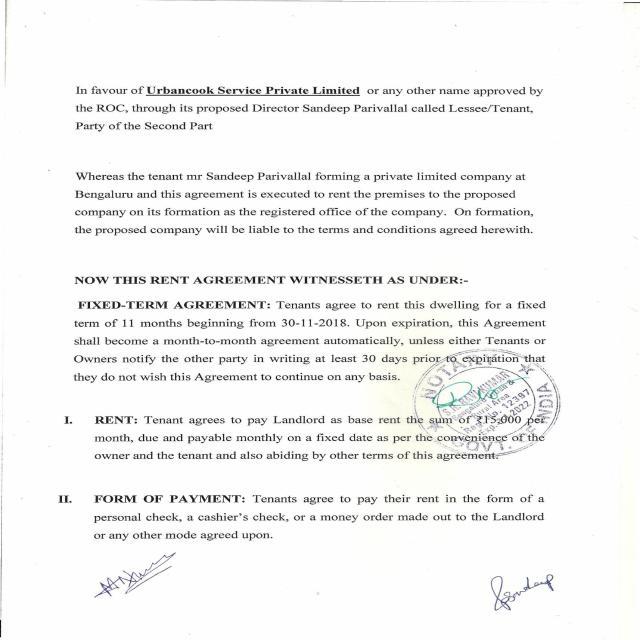 In favour of Urbancook Service Private Limited or any other name approved by
the ROC, through its proposed Director Sandeep Parivallal called Lessee/Tenant,
Party of the Second Part
Whereas the tenant mr Sandeep Parivallal forming a private limited company at
Bengaluru and this agreement is executed to rent the premises to the proposed
company on its formation as the registered office of the company. On formation,
the proposed company will be liable to the terms and conditions agreed herewith.
NOW THIS RENT AGREEMENT WITNESSETH AS UNDER:-
FIXED-TERM AGREEMENT: Tenants agree to rent this dwelling for a fixed
term of 11 months beginning from 30-11-2018. Upon expiration, this Agreement
shall become a month-to-month agreement automatically, unless either Tenants or
Owners notify the other party in writing at least 30 days prior to expiration that
they do not wish this Agreement to continue on any basis.
NOTARY
GOVT. OF INDIA
I. RENT: Tenant agrees to pay Landlord as base rent the sum of ₹15,000 per
month, due and payable monthly on a fixed date as per the convenience of the
owner and the tenant and also abiding by other terms of this agreement.
II. FORM OF PAYMENT: Tenants agree to pay their rent in the form of a
personal check, a cashier's check, or a money order made out to the Landlord
or any other mode agreed upon.
Sandeep